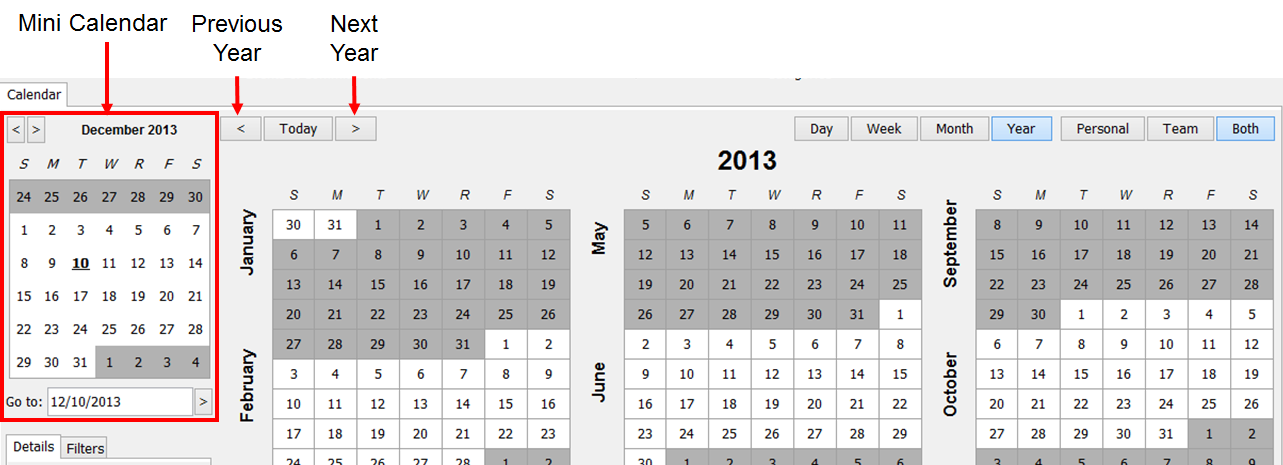 Mini Calendar Previous Year Next Year
Calendar
< > December 2013 < Today > Day Week Month Year Personal Team Both
2013
S M T W R F S S M T W R F S S M T W R F S S M T W R F S
24 25 26 27 28 29 30 January 30 31 1 2 3 4 5 May 5 6 7 8 9 10 11 September 8 9 10 11 12 13 14
1 2 3 4 5 6 7 6 7 8 9 10 11 12 12 13 14 15 16 17 18 15 16 17 18 19 20 21
8 9 10 11 12 13 14 13 14 15 16 17 18 19 19 20 21 22 23 24 25 22 23 24 25 26 27 28
15 16 17 18 19 20 21 20 21 22 23 24 25 26 26 27 28 29 30 31 1 29 30 1 2 3 4 5
22 23 24 25 26 27 28 February 27 28 29 30 31 1 2 June 2 3 4 5 6 7 8 October 6 7 8 9 10 11 12
29 30 31 1 2 3 4 3 4 5 6 7 8 9 9 10 11 12 13 14 15 13 14 15 16 17 18 19
Go to: 12/10/2013 > 10 11 12 13 14 15 16 16 17 18 19 20 21 22 20 21 22 23 24 25 26
Details Filters 17 18 19 20 21 22 23 23 24 25 26 27 28 29 27 28 29 30 31 1 2
24 25 26 27 28 1 2 30 1 2 3 4 5 6 3 4 5 6 7 8 9